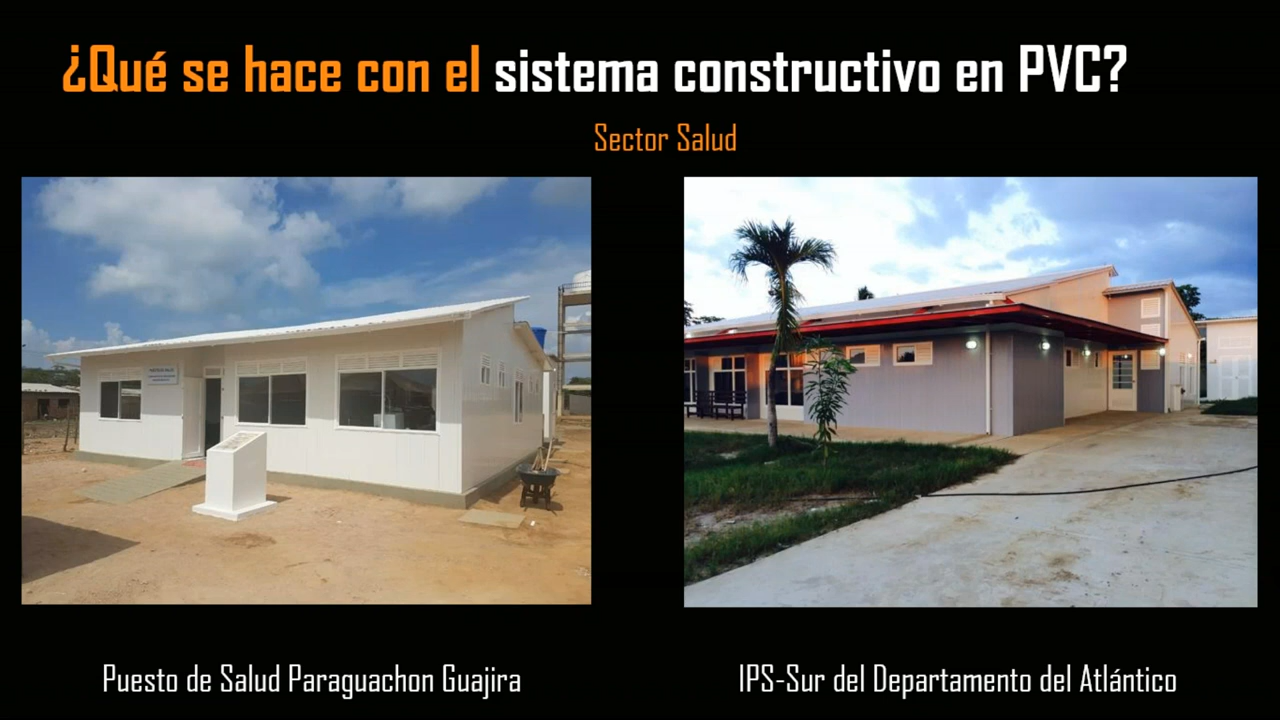 ¿Qué se hace con el sistema constructivo en PVC?
Sector Salud
Puesto de Salud Paraguachon Guajira
IPS-Sur del Departamento del Atlántico